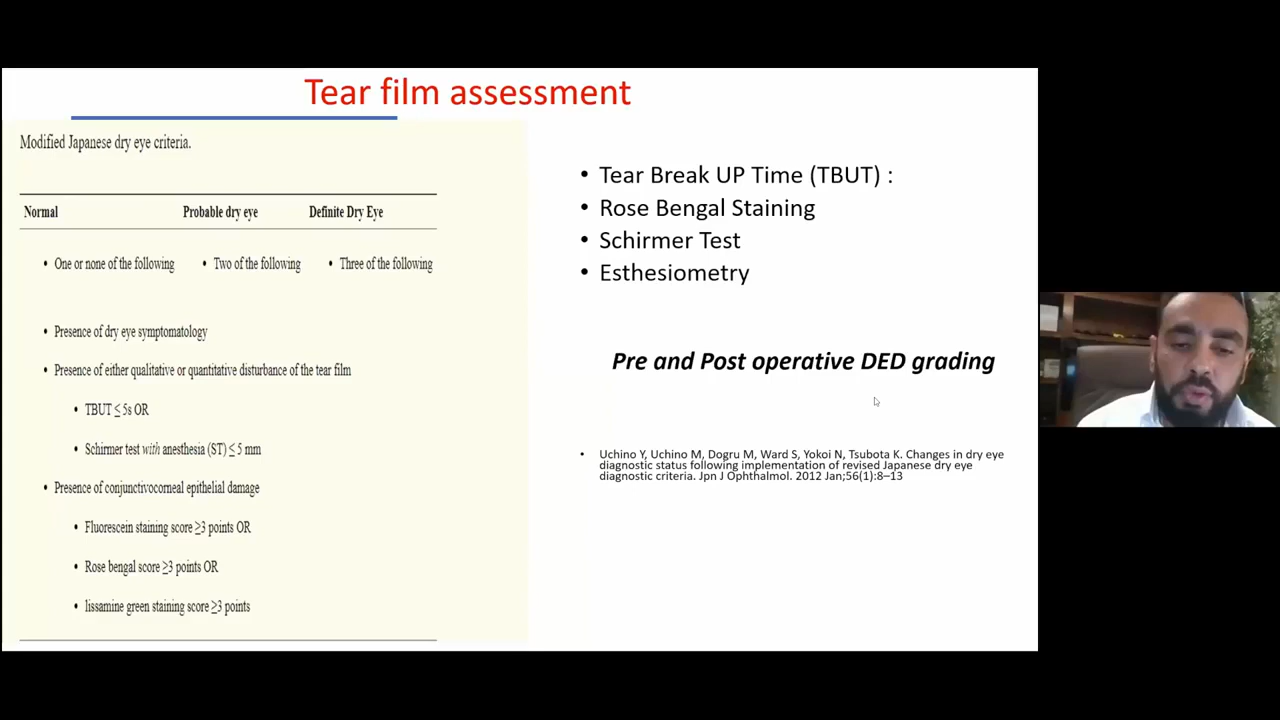 Tear film assessment
Modified Japanese dry eye criteria.
Normal Probable dry eye Definite Dry Eye
• One or none of the following • Two of the following • Three of the following
• Presence of dry eye symptomatology
• Presence of either qualitative or quantitative disturbance of the tear film
• TBUT ≤ 5s OR
• Schirmer test with anesthesia (ST) ≤ 5 mm
• Presence of conjunctivocorneal epithelial damage
• Fluorescein staining score ≥3 points OR
• Rose bengal score ≥3 points OR
• lissamine green staining score ≥3 points
• Tear Break UP Time (TBUT) :
• Rose Bengal Staining
• Schirmer Test
• Esthesiometry
Pre and Post operative DED grading
• Uchino Y, Uchino M, Dogru M, Ward S, Yokoi N, Tsubota K. Changes in dry eye
diagnostic status following implementation of revised Japanese dry eye
diagnostic criteria. Jpn J Ophthalmol. 2012 Jan;56(1):8–13